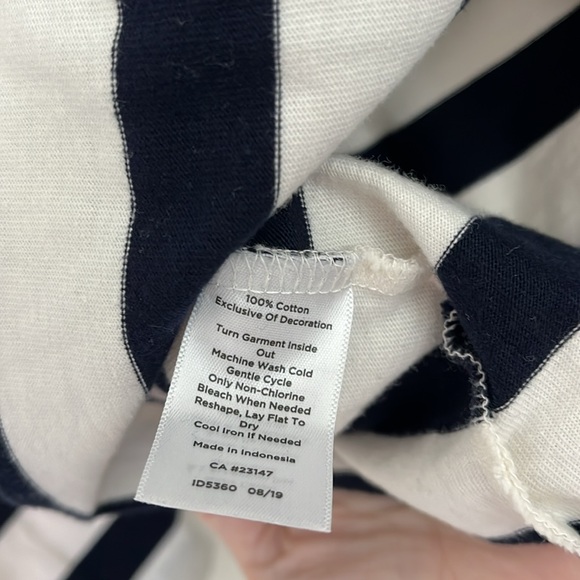 100% Cotton
Exclusive Of Decoration
Turn Garment Inside
Out
Machine Wash Cold
Gentle Cycle
Only Non-Chlorine
Bleach When Needed
Reshape, Lay Flat To
Dry
Cool Iron If Needed
Made in Indonesia
CA #23147
ID5360 08/19